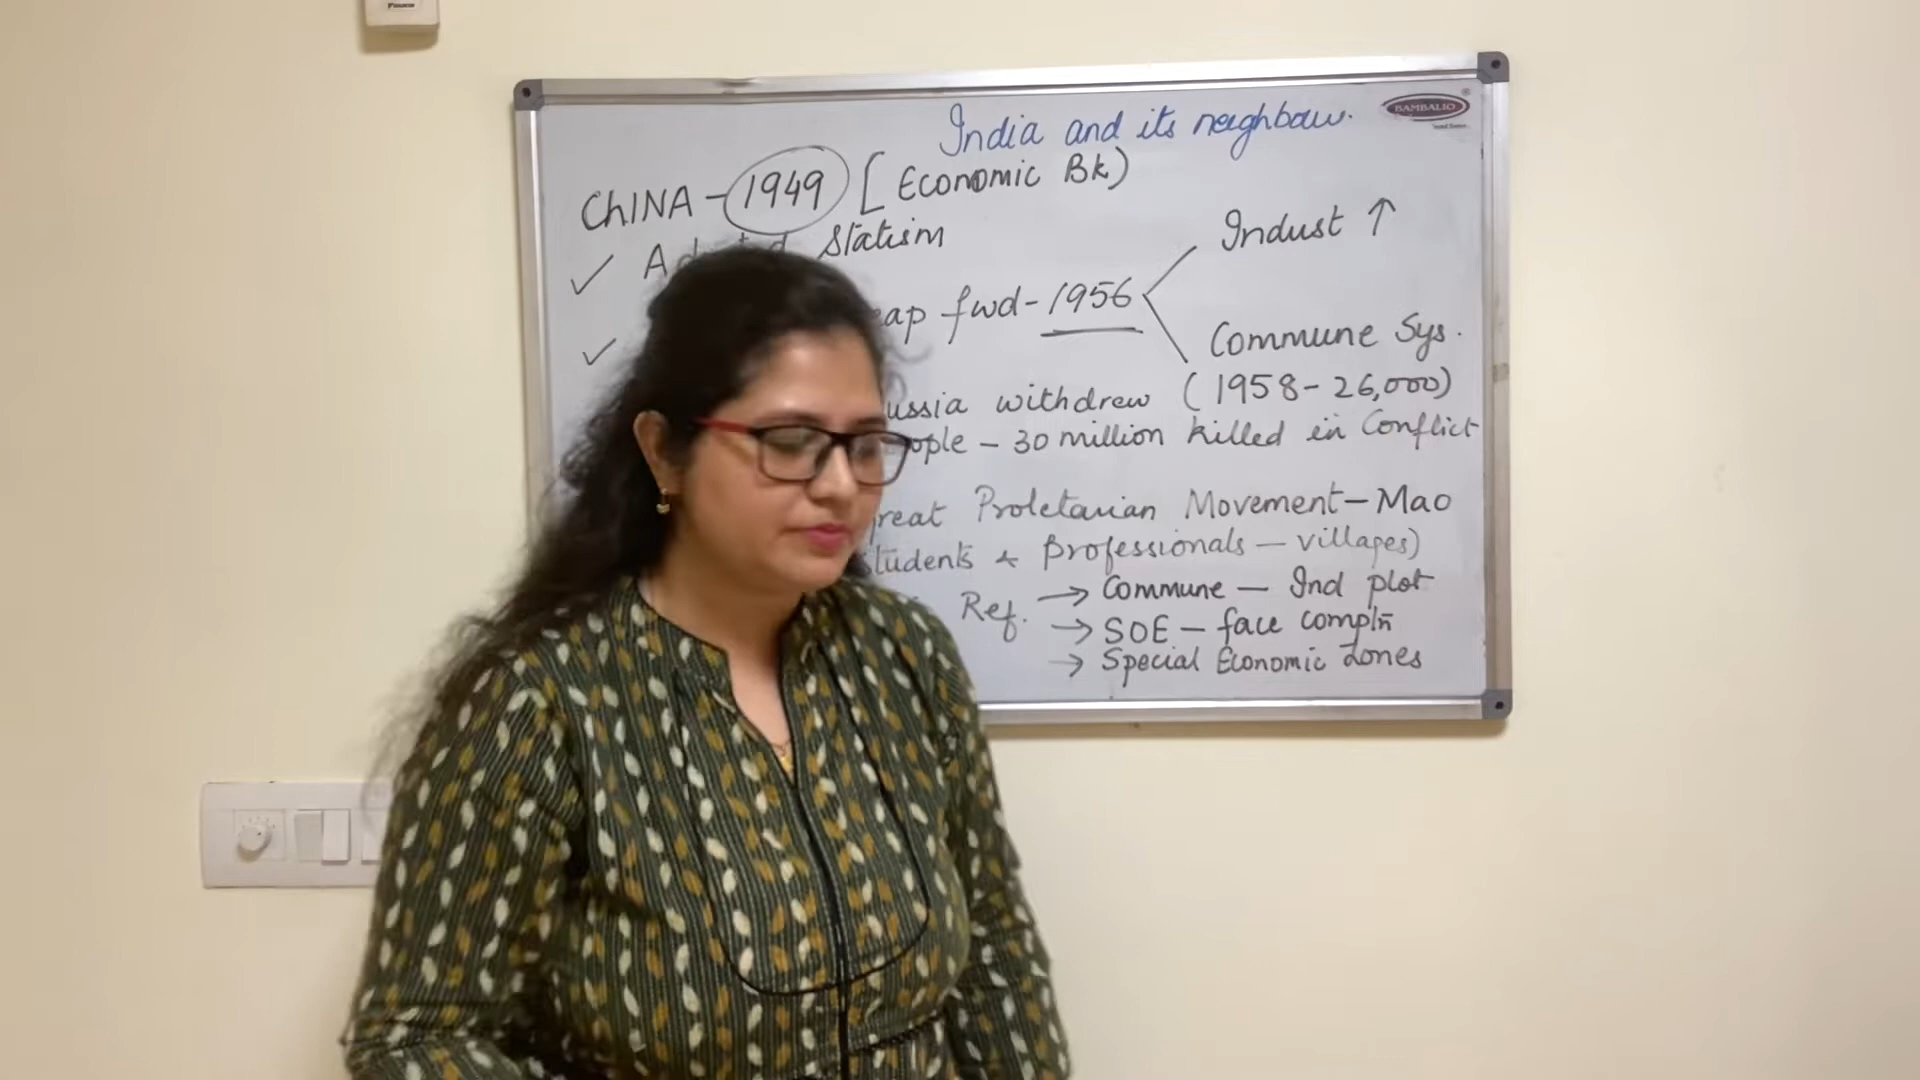 India and its neighbour.
BAMBALIO
ChINA - 1949 [Economic Bk)
Statism
Indust ↑
eap fwd - 1956
Commune Sys.
ussia withdrew (1958 - 26,000)
ople - 30 million killed in Conflict
reat Proletarian Movement - Mao
tudents & professionals - villages)
Ref. → Commune - Ind plot
→ SOE - face compln
→ Special Economic Zones